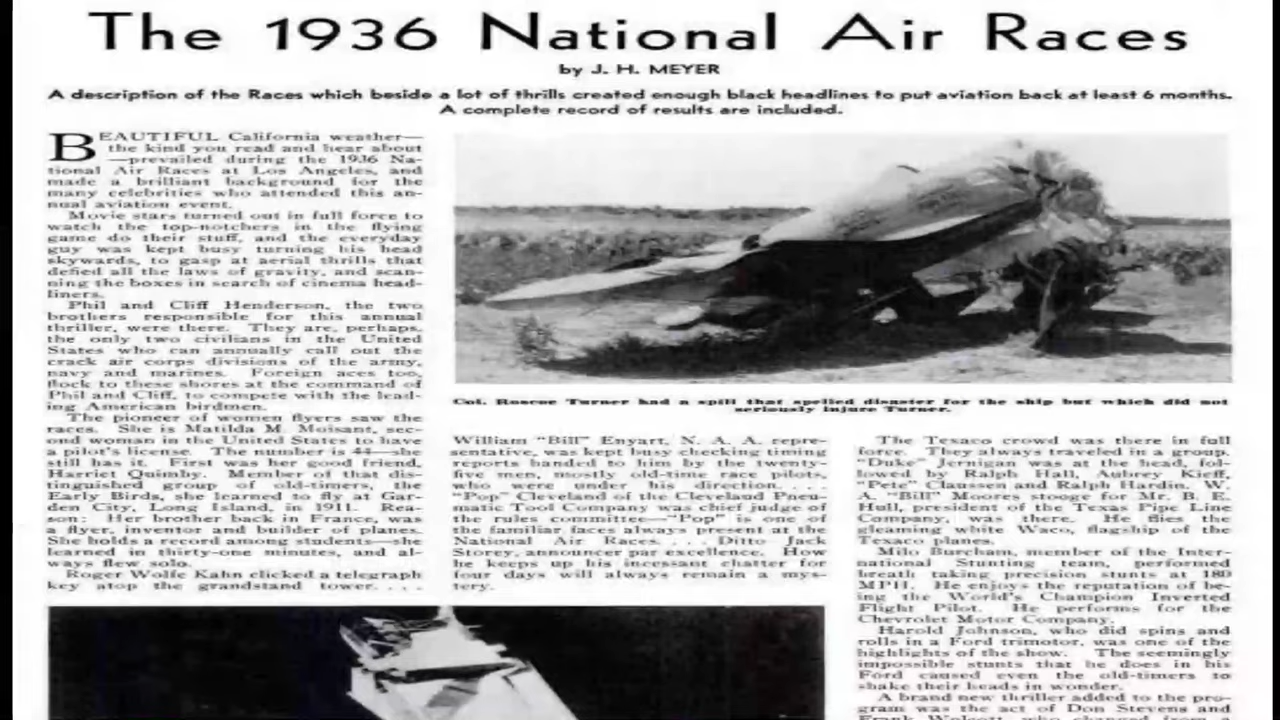 The 1936 National Air Races
by J. H. MEYER
A description of the Races which beside a lot of thrills created enough black headlines to put aviation back at least 6 months.
A complete record of results are included.
BEAUTIFUL California weather—
the kind you read and hear about
—prevailed during the 1936 Na-
tional Air Races at Los Angeles, and
made a brilliant background for the
many celebrities who attended this an-
nual aviation event.
Movie stars turned out in full force to
watch the top-notchers in the flying
game do their stuff, and the everyday
guy was kept busy turning his head
skywards, to gasp at aerial thrills that
defied all the laws of gravity, and scan-
ning the boxes in search of cinema head-
liners.
Phil and Cliff Henderson, the two
brothers responsible for this annual
thriller, were there. They are, perhaps,
the only two civilians in the United
States who can annually call out the
crack air corps divisions of the army,
navy and marines. Foreign aces too,
flock to these shores at the command of
Phil and Cliff, to compete with the lead-
ing American birdmen.
The pioneer of women flyers saw the
races. She is Matilda M. Moisant, sec-
ond woman in the United States to have
a pilot's license. The number is 44—she
still has it. First was her good friend,
Harriet Quimby. Member of that dis-
tinguished group of old-timers, the
Early Birds, she learned to fly at Gar-
den City, Long Island, in 1911. Rea-
son: Her brother back in France, was
a flyer, inventor and builder of planes.
She holds a record among students—she
learned in thirty-one minutes, and al-
ways flew solo.
Roger Wolfe Kahn clicked a telegraph
key atop the grandstand tower. . . .
Col. Roscoe Turner had a spill that spelled disaster for the ship but which did not
seriously injure Turner.
William "Bill" Enyart, N. A. A. repre-
sentative, was kept busy checking timing
reports handed to him by the twenty-
five men, mostly old-time race pilots,
who were under his direction. . . .
"Pop" Cleveland of the Cleveland Pneu-
matic Tool Company was chief judge of
the rules committee—"Pop" is one of
the familiar faces always present at the
National Air Races. . . . Ditto Jack
Storey, announcer par excellence. How
he keeps up his incessant chatter for
four days will always remain a mys-
tery.
The Texaco crowd was there in full
force. They always traveled in a group.
"Duke" Jernigan was at the head, fol-
lowed by Ralph Hall, Aubrey Kieff,
"Pete" Claussen and Ralph Hardin. W.
A. "Bill" Moores stooge for Mr. B. E.
Hull, president of the Texas Pipe Line
Company, was there. He flies the
gleaming white Waco, flagship of the
Texaco planes.
Milo Burcham, member of the Inter-
national Stunting team, performed
breath taking precision stunts at 180
MPH. He enjoys the reputation of be-
ing the World's Champion Inverted
Flight Pilot. He performs for the
Chevrolet Motor Company.
Harold Johnson, who did spins and
rolls in a Ford trimotor, was one of the
highlights of the show. The seemingly
impossible stunts that he does in his
Ford caused even the old-timers to
shake their heads in wonder.
A brand new thriller added to the pro-
gram was the act of Don Stevens and
Frank